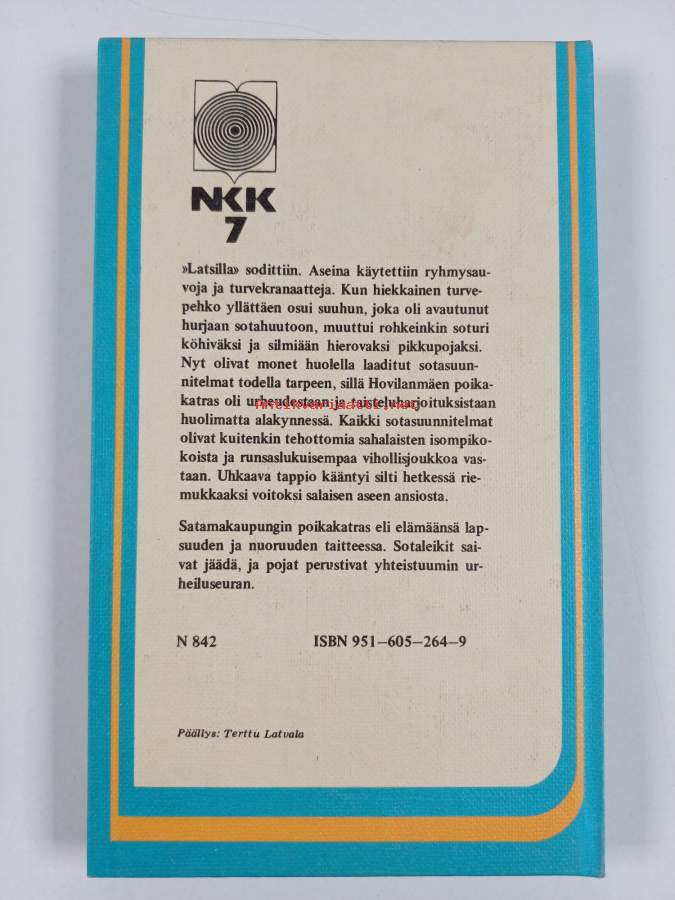 NKK
7
»Latsilla» sodittiin. Aseina käytettiin ryhmysau-
voja ja turvekranaatteja. Kun hiekkainen turve-
pehko yllättäen osui suuhun, joka oli avautunut
hurjaan sotahuutoon, muuttui rohkeinkin soturi
köhiväksi ja silmiään hierovaksi pikkupojaksi.
Nyt olivat monet huolella laaditut sotasuun-
nitelmat todella tarpeen, sillä Hovilanmäen poika-
katras oli urheudestaan ja taisteluharjoituksistaan
Antikvariaatti.net
huolimatta alakynnessä. Kaikki sotasuunnitelmat
olivat kuitenkin tehottomia sahalaisten isompiko-
koista ja runsaslukuisempaa vihollisjoukkoa vas-
taan. Uhkaava tappio kääntyi silti hetkessä rie-
mukkaaksi voitoksi salaisen aseen ansiosta.
Satamakaupungin poikakatras eli elämäänsä lap-
suuden ja nuoruuden taitteessa. Sotaleikit sai-
vat jäädä, ja pojat perustivat yhteistuumin ur-
heiluseuran.
N 842 ISBN 951–605–264–9
Päällys: Terttu Latvala